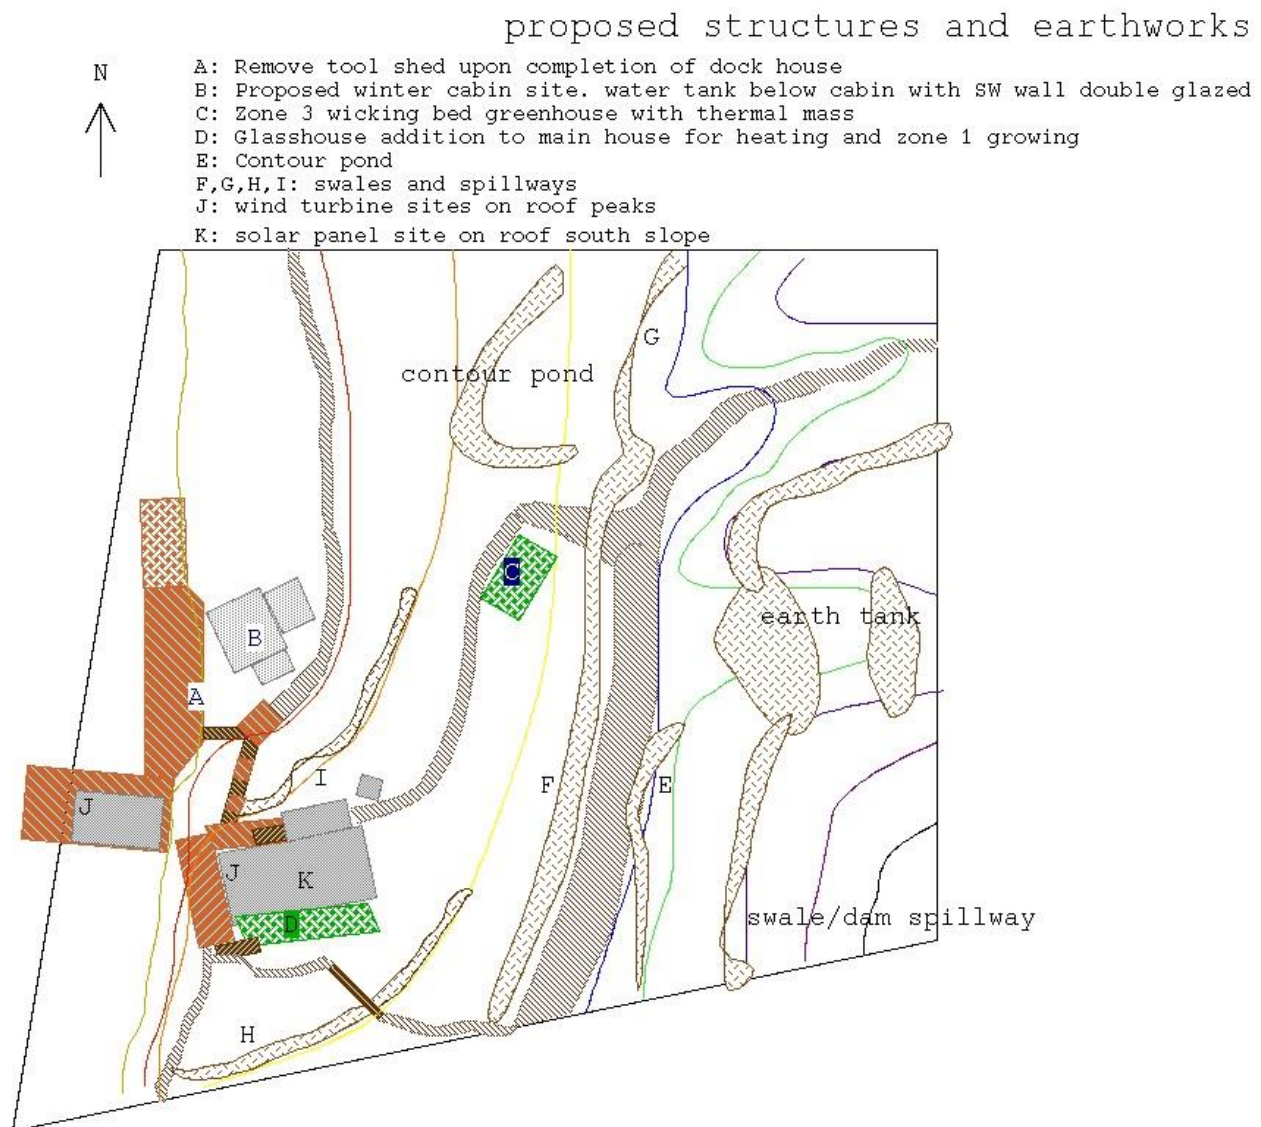 proposed structures and earthworks
N
A: Remove tool shed upon completion of dock house
B: Proposed winter cabin site. water tank below cabin with SW wall double glazed
C: Zone 3 wicking bed greenhouse with thermal mass
D: Glasshouse addition to main house for heating and zone 1 growing
E: Contour pond
F,G,H,I: swales and spillways
J: wind turbine sites on roof peaks
K: solar panel site on roof south slope
G
contour pond
C
earth tank
B
A
I
F
E
J
J
K
swale/dam spillway
D
H